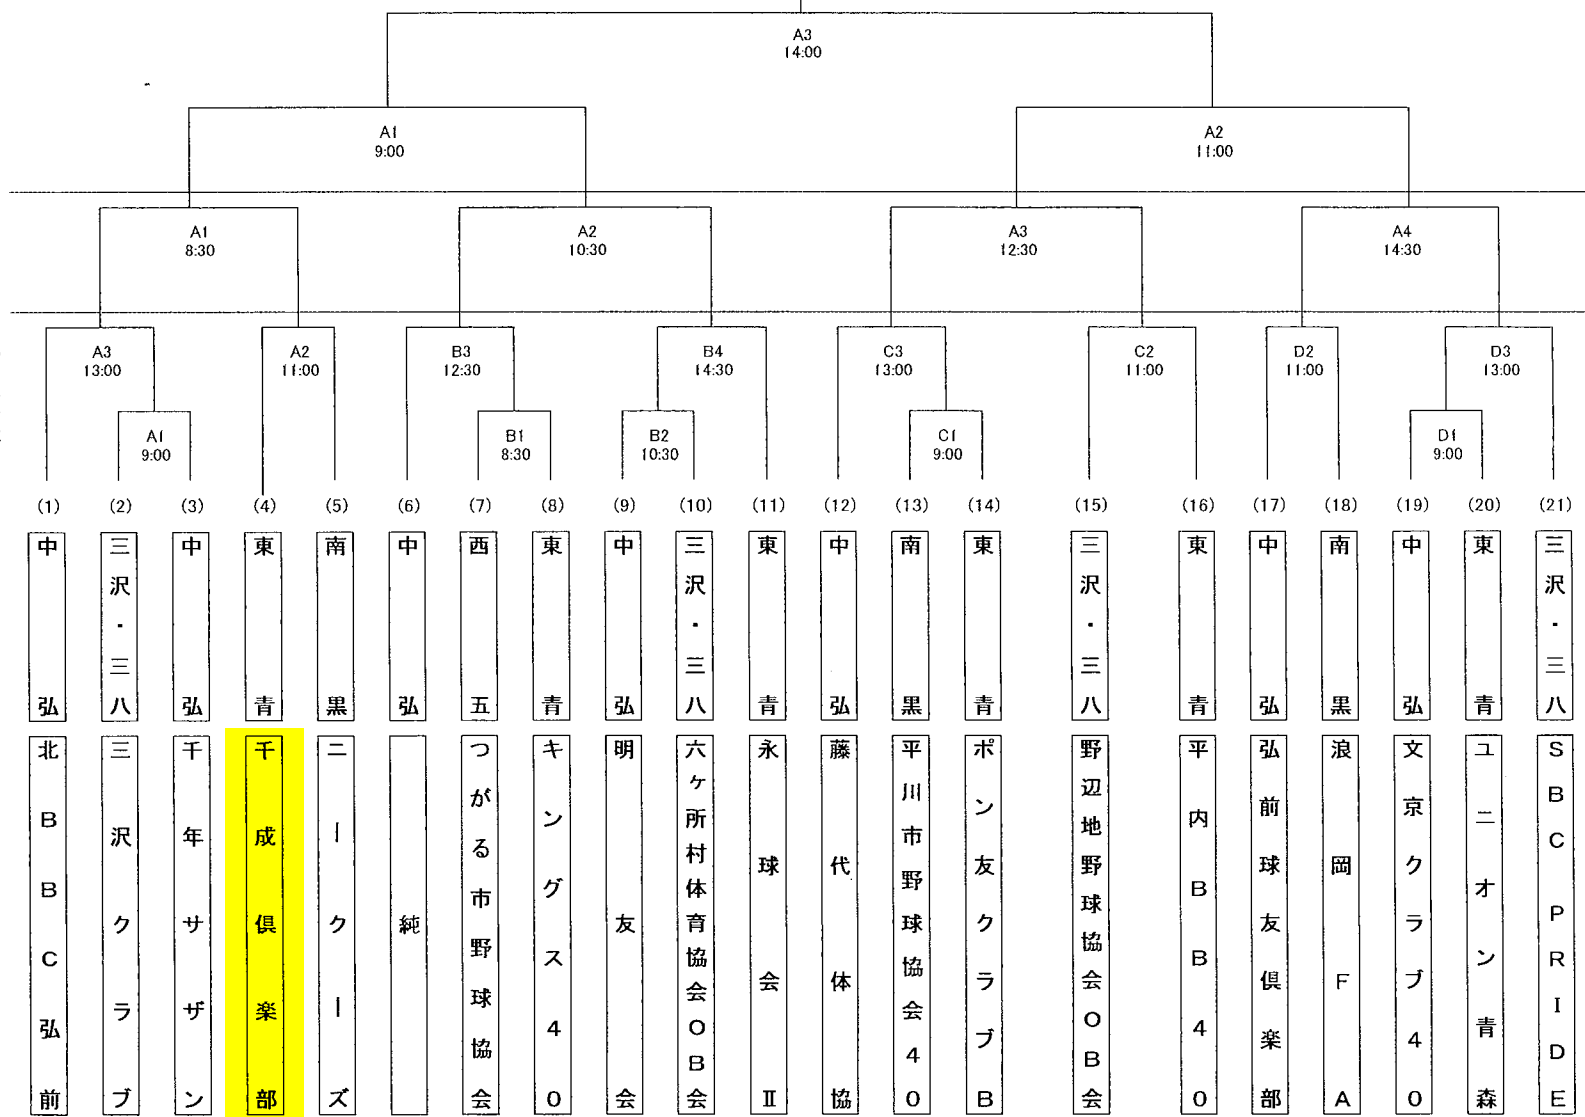 A3
14:00
A1
9:00
A2
11:00
A1
8:30
A2
10:30
A3
12:30
A4
14:30
A3
13:00
A2
11:00
B3
12:30
B4
14:30
C3
13:00
C2
11:00
D2
11:00
D3
13:00
A1
9:00
B1
8:30
B2
10:30
C1
9:00
D1
9:00
(1)
(2)
(3)
(4)
(5)
(6)
(7)
(8)
(9)
(10)
(11)
(12)
(13)
(14)
(15)
(16)
(17)
(18)
(19)
(20)
(21)
中弘
三沢・三八
中弘
東青
南黒
中弘
西五
東青
中弘
三沢・三八
東青
中弘
南黒
東青
三沢・三八
東青
中弘
南黒
中弘
東青
三沢・三八
北BBC弘前
三沢クラブ
千年サザン
千成倶楽部
ニークーズ
純
つがる市野球協会
キングス40
明友会
六ケ所村体育協会OB会
永球会Ⅱ
藤代体協
平川市野球協会40
ポン友クラブB
野辺地野球協会OB会
平内BB40
弘前球友倶楽部
浪岡FA
文京クラブ40
ユニオン青森
SBC PRIDE